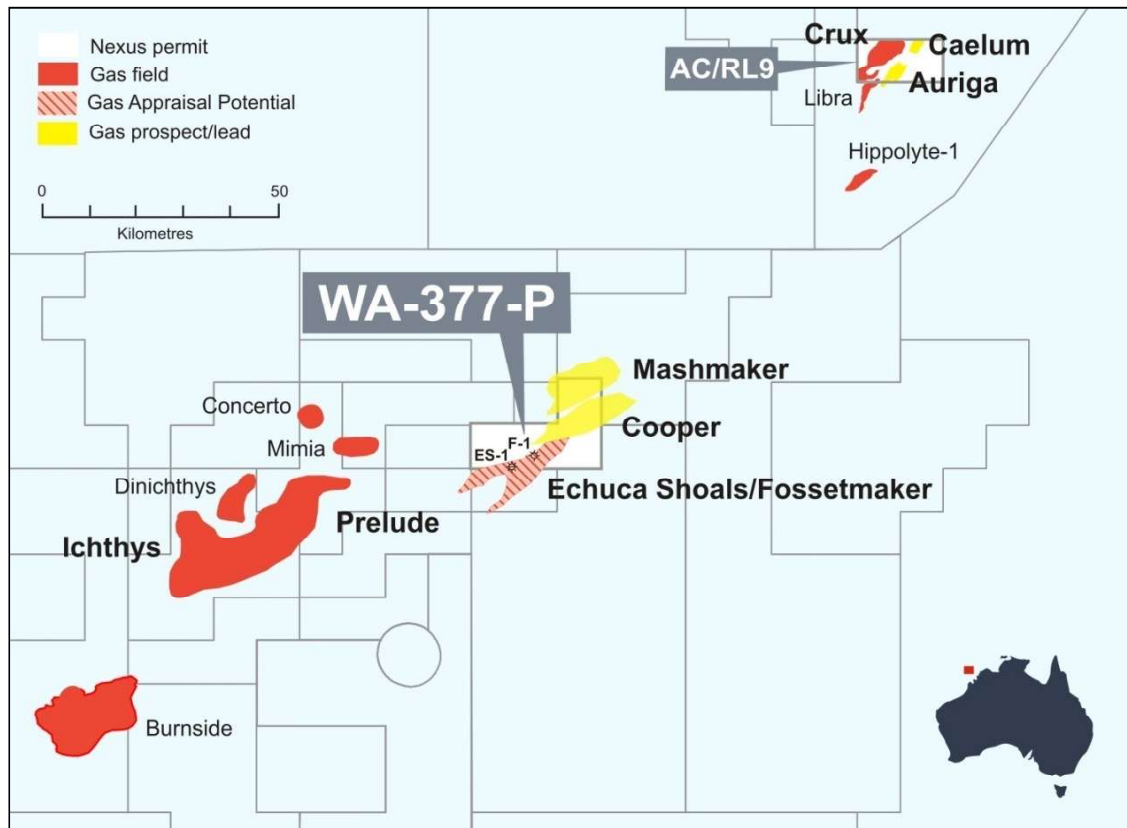 Nexus permit
Gas field
Gas Appraisal Potential
Gas prospect/lead
0 50
Kilometres
Crux
Caelum
AC/RL9
Auriga
Libra
Hippolyte-1
WA-377-P
Mashmaker
Concerto
Cooper
Mimia
F-1
ES-1
Dinichthys
Echuca Shoals/Fossetmaker
Prelude
Ichthys
Burnside